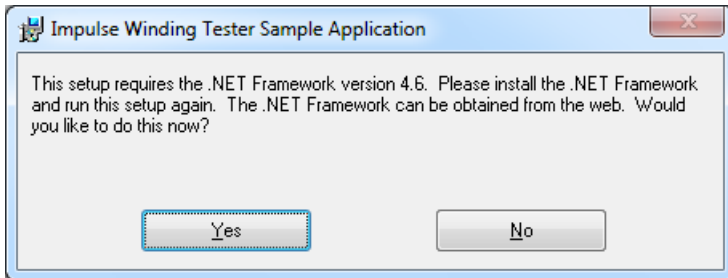 Impulse Winding Tester Sample Application
This setup requires the .NET Framework version 4.6.  Please install the .NET Framework
and run this setup again.  The .NET Framework can be obtained from the web.  Would
you like to do this now?
Yes
No